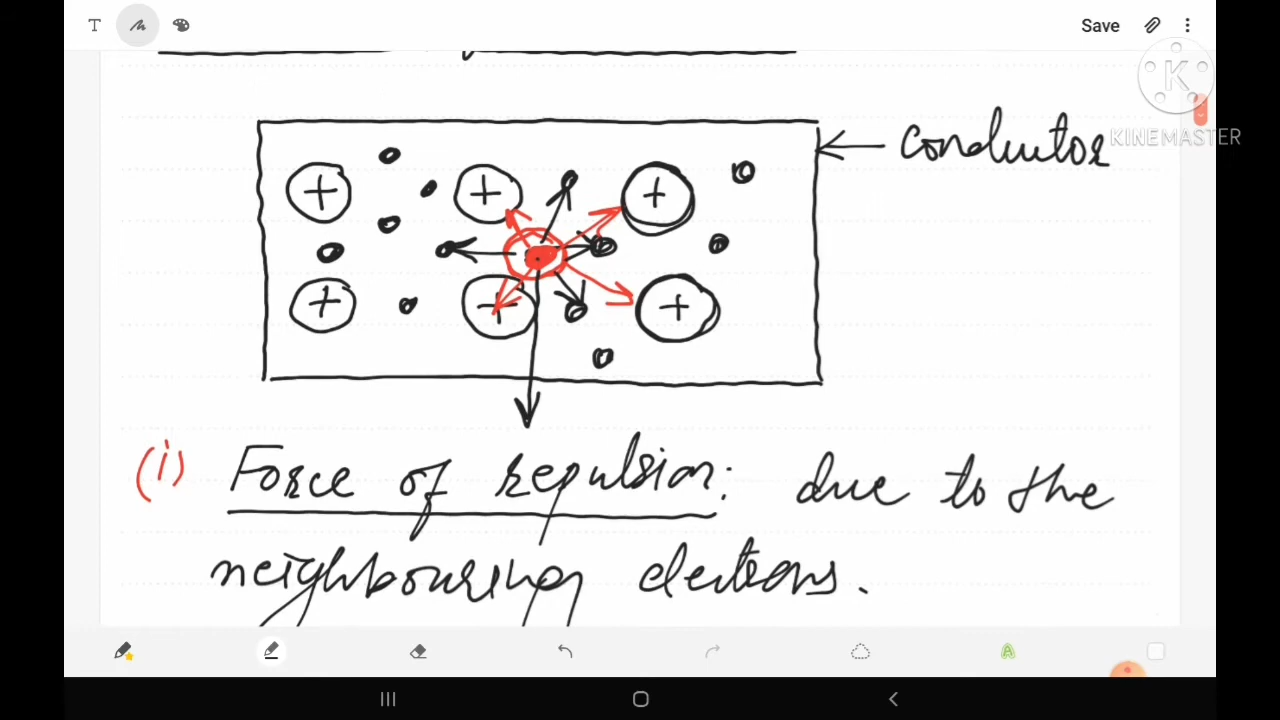 T Save
K
KINEMASTER
conductor
+ + +
+ + +
(i) Force of repulsion: due to the
neighbouring electrons.
A